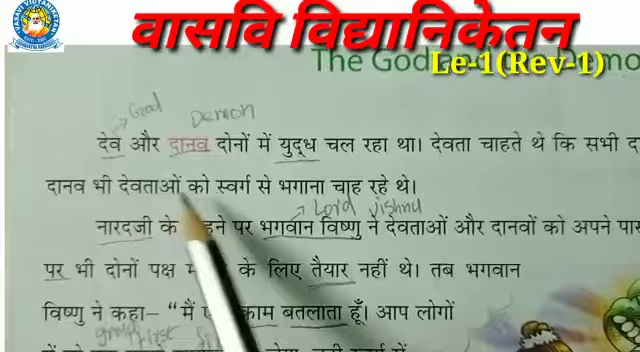 वासवि विद्यानिकेतन
The God
Le-1(Rev-1)
God
Demon
देव और दानव दोनों में युद्ध चल रहा था। देवता चाहते थे कि सभी
दानव भी देवताओं को स्वर्ग से भगाना चाह रहे थे।
Lord Vishnu
नारदजी के पर भगवान विष्णु ने देवताओं और दानवों को अपने पास
पर भी दोनों पक्ष के लिए तैयार नहीं थे। तब भगवान
विष्णु ने कहा– “ मैं काम बतलाता हूँ। आप लोगों
first